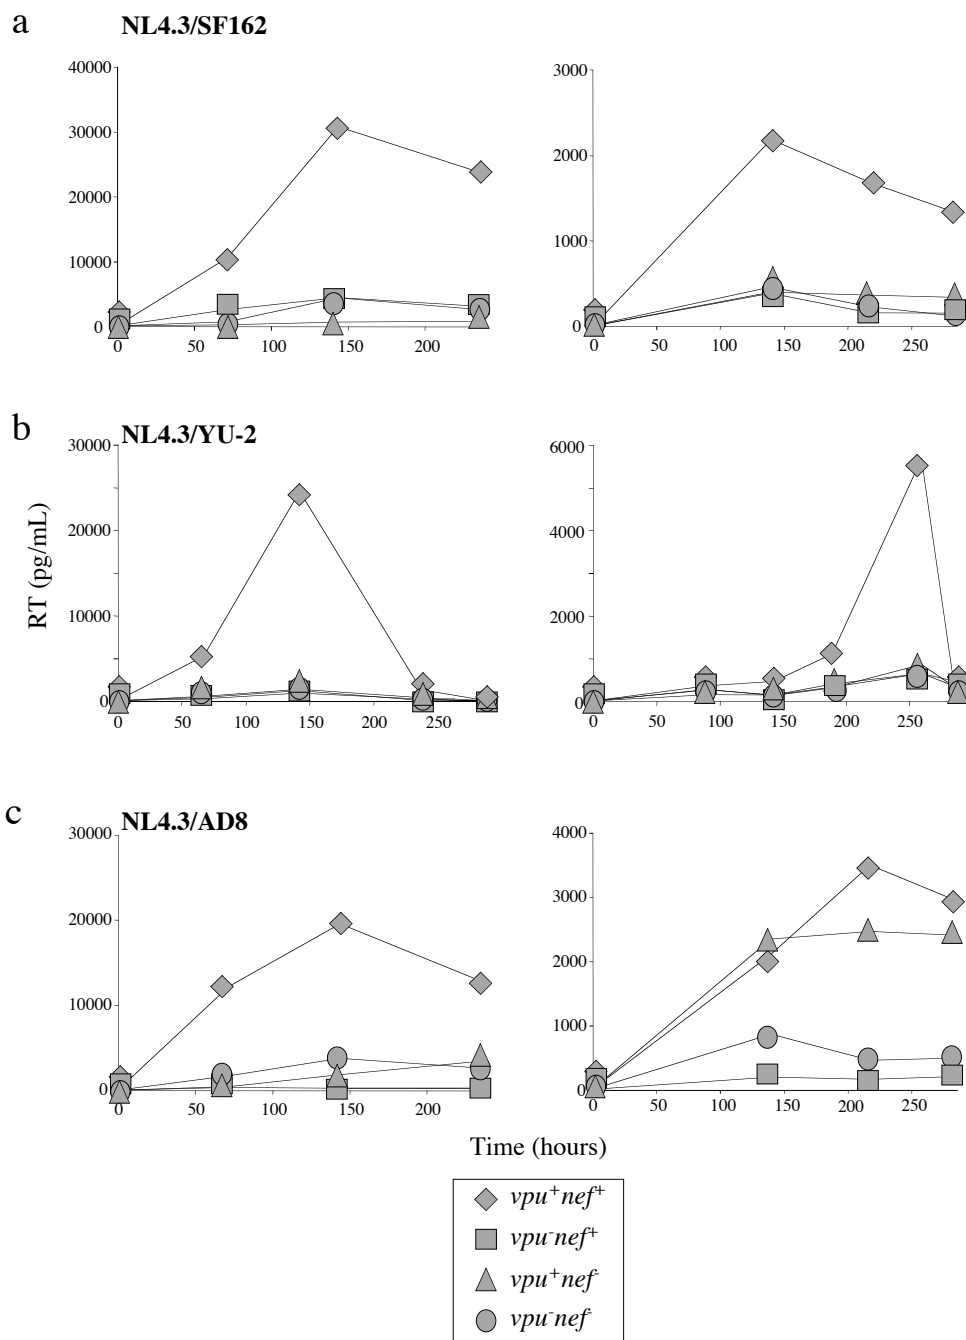 a
NL4.3/SF162
40000
30000
20000
10000
0
0 50 100 150 200
3000
2000
1000
0
0 50 100 150 200 250
b
NL4.3/YU-2
30000
20000
10000
0
0 50 100 150 200 250
6000
4000
2000
0
0 50 100 150 200 250
RT (pg/mL)
c
NL4.3/AD8
30000
20000
10000
0
0 50 100 150 200
4000
3000
2000
1000
0
0 50 100 150 200 250
Time (hours)
vpu⁺nef⁺
vpu⁻nef⁺
vpu⁺nef⁻
vpu⁻nef⁻